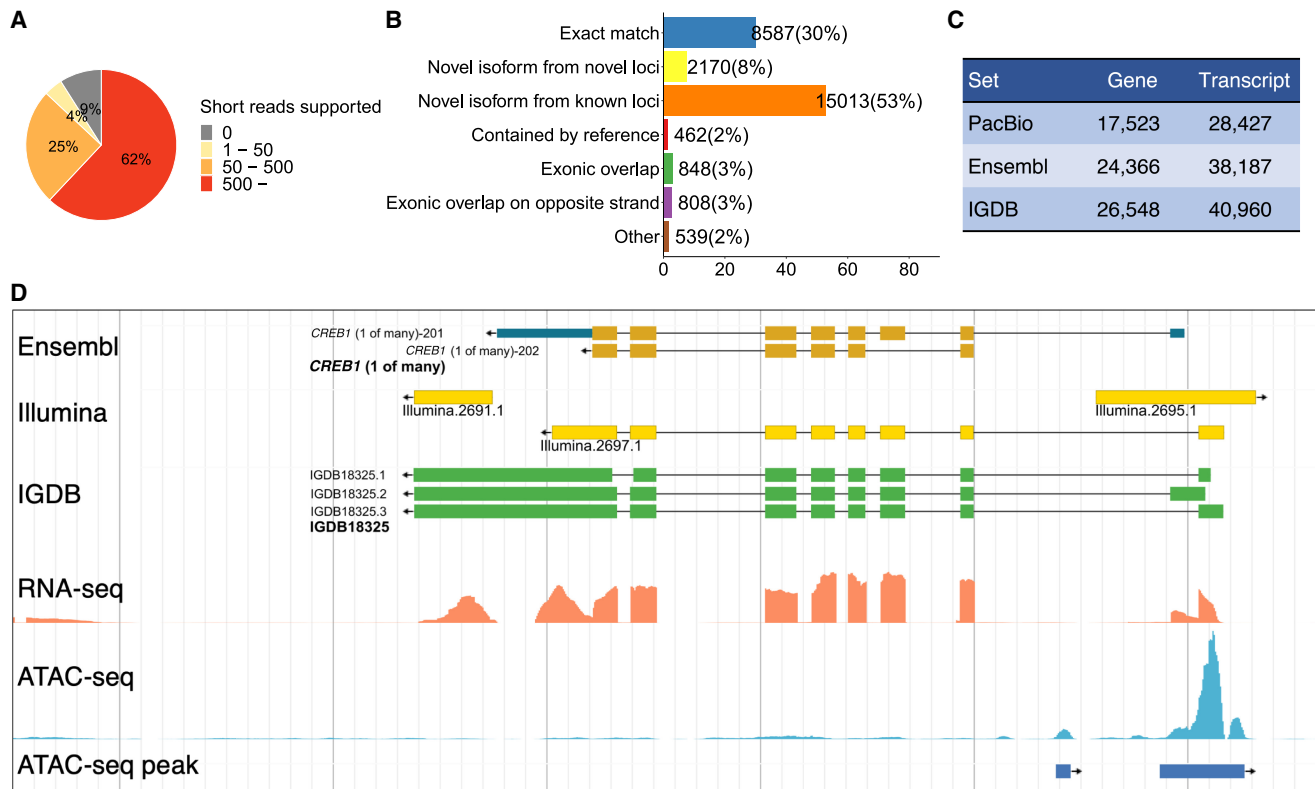 A
9%
4%
25%
62%
Short reads supported
0
1 − 50
50 − 500
500 −
B
Exact match 8587(30%)
Novel isoform from novel loci 2170(8%)
Novel isoform from known loci 15013(53%)
Contained by reference 462(2%)
Exonic overlap 848(3%)
Exonic overlap on opposite strand 808(3%)
Other 539(2%)
0 20 40 60 80
C
Set Gene Transcript
PacBio 17,523 28,427
Ensembl 24,366 38,187
IGDB 26,548 40,960
D
Ensembl
CREB1 (1 of many)-201
CREB1 (1 of many)-202
CREB1 (1 of many)
Illumina
Illumina.2691.1
Illumina.2695.1
Illumina.2697.1
IGDB
IGDB18325.1
IGDB18325.2
IGDB18325.3
IGDB18325
RNA-seq
ATAC-seq
ATAC-seq peak